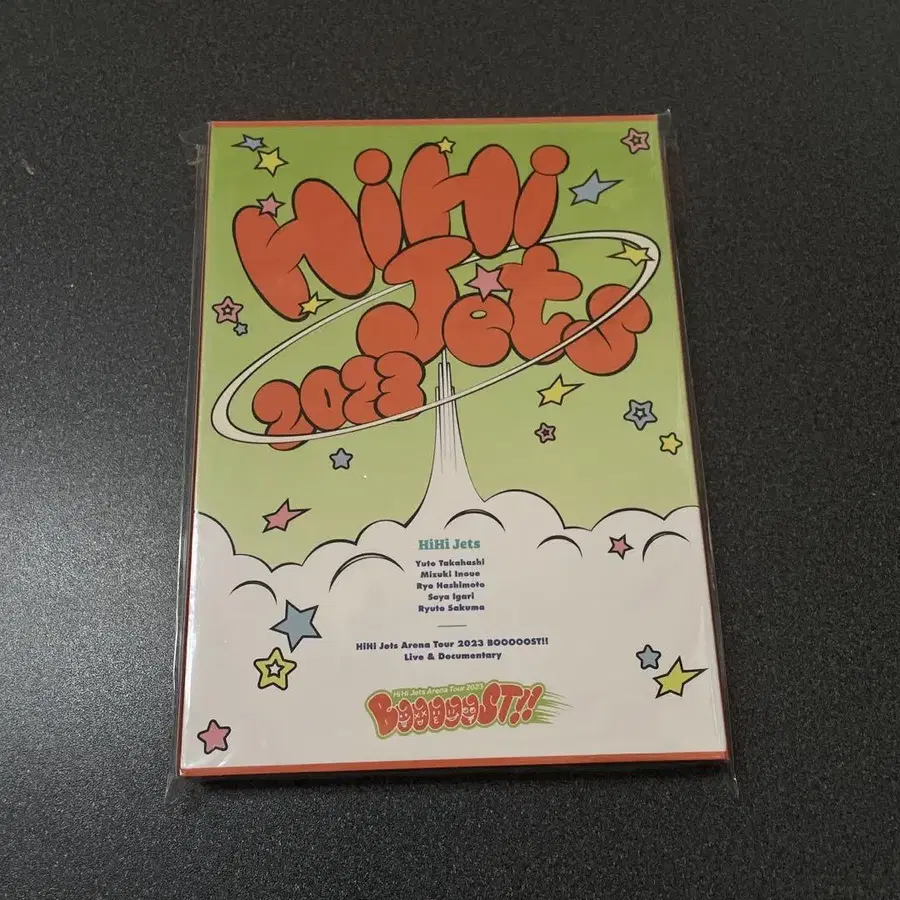 HiHi
Jets
2023
HiHi Jets
Yuto Takahashi
Mizuki Inoue
Ryo Hashimoto
Soya Igari
Ryuto Sakuma
HiHi Jets Arena Tour 2023 BOOOOOST!!
Live & Documentary
HiHi Jets Arena Tour 2023
BOOOOOST!!